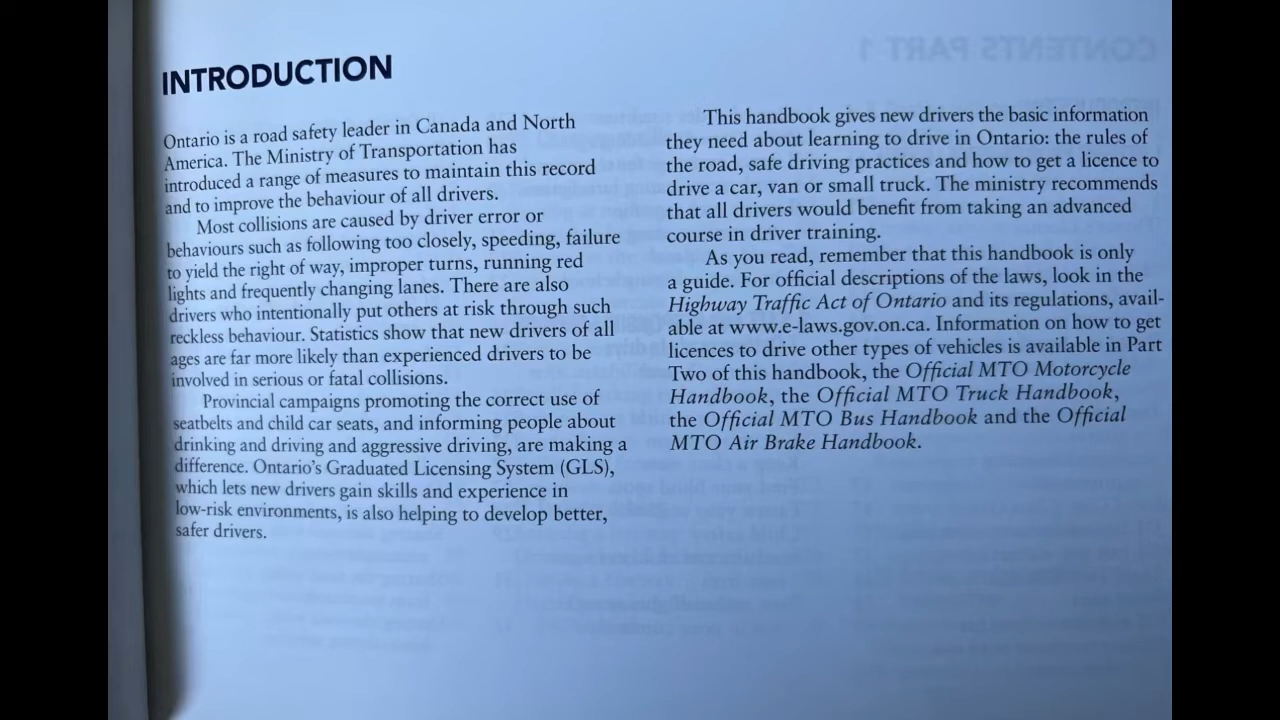 INTRODUCTION
Ontario is a road safety leader in Canada and North
America. The Ministry of Transportation has
introduced a range of measures to maintain this record
and to improve the behaviour of all drivers.
Most collisions are caused by driver error or
behaviours such as following too closely, speeding, failure
to yield the right of way, improper turns, running red
lights and frequently changing lanes. There are also
drivers who intentionally put others at risk through such
reckless behaviour. Statistics show that new drivers of all
ages are far more likely than experienced drivers to be
involved in serious or fatal collisions.
Provincial campaigns promoting the correct use of
seatbelts and child car seats, and informing people about
drinking and driving and aggressive driving, are making a
difference. Ontario's Graduated Licensing System (GLS),
which lets new drivers gain skills and experience in
low-risk environments, is also helping to develop better,
safer drivers.
This handbook gives new drivers the basic information
they need about learning to drive in Ontario: the rules of
the road, safe driving practices and how to get a licence to
drive a car, van or small truck. The ministry recommends
that all drivers would benefit from taking an advanced
course in driver training.
As you read, remember that this handbook is only
a guide. For official descriptions of the laws, look in the
Highway Traffic Act of Ontario and its regulations, avail-
able at www.e-laws.gov.on.ca. Information on how to get
licences to drive other types of vehicles is available in Part
Two of this handbook, the Official MTO Motorcycle
Handbook, the Official MTO Truck Handbook,
the Official MTO Bus Handbook and the Official
MTO Air Brake Handbook.